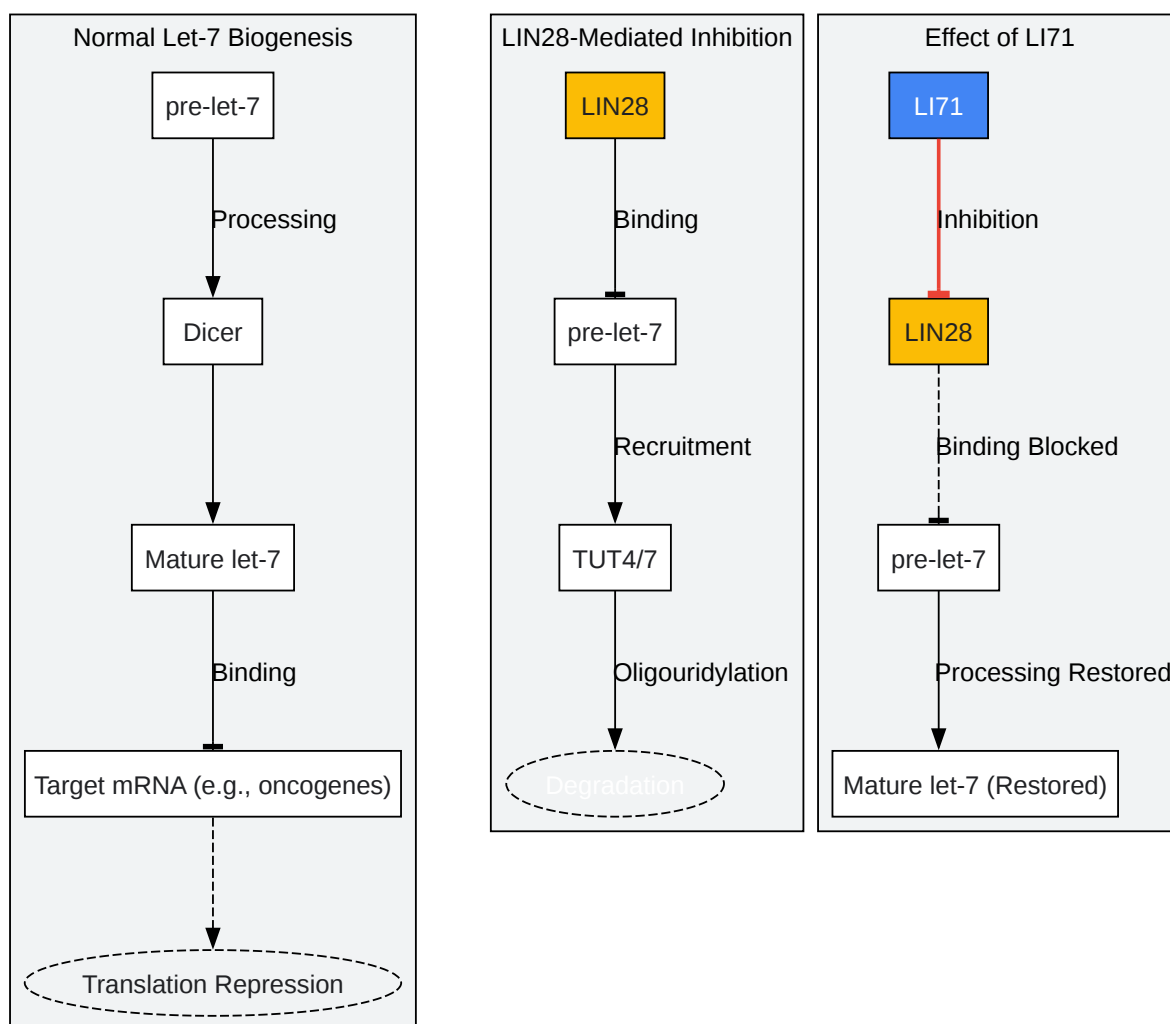 Normal Let-7 Biogenesis
pre-let-7
Processing
Dicer
Mature let-7
Binding
Target mRNA (e.g., oncogenes)
Translation Repression
LIN28-Mediated Inhibition
LIN28
Binding
pre-let-7
Recruitment
TUT4/7
Oligouridylation
Degradation
Effect of LI71
LI71
Inhibition
LIN28
Binding Blocked
pre-let-7
Processing Restored
Mature let-7 (Restored)